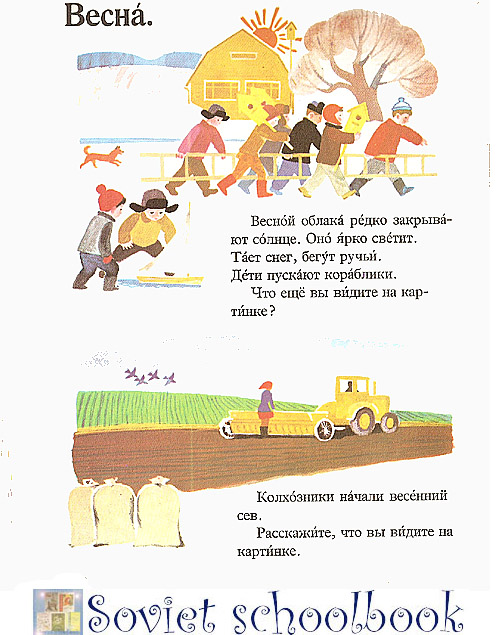 Весна́.
Весно́й облака́ ре́дко закрыва́-
ют со́лнце. Оно́ я́рко све́тит.
Та́ет снег, бегу́т ручьи́.
Де́ти пуска́ют кора́блики.
Что ещё вы ви́дите на кар-
ти́нке?
Колхо́зники на́чали весе́нний
сев.
Расскажи́те, что вы ви́дите на
карти́нке.
Soviet schoolbook